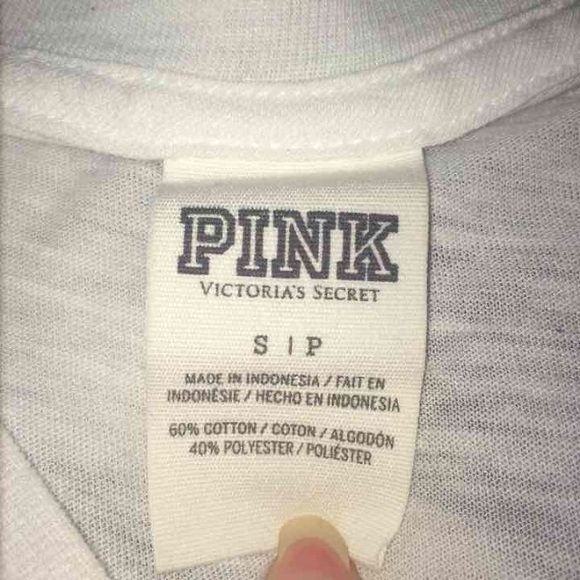 PINK
VICTORIA'S SECRET
S | P
MADE IN INDONESIA / FAIT EN
INDONÉSIE / HECHO EN INDONESIA
60% COTTON / COTON / ALGODÓN
40% POLYESTER / POLIÉSTER